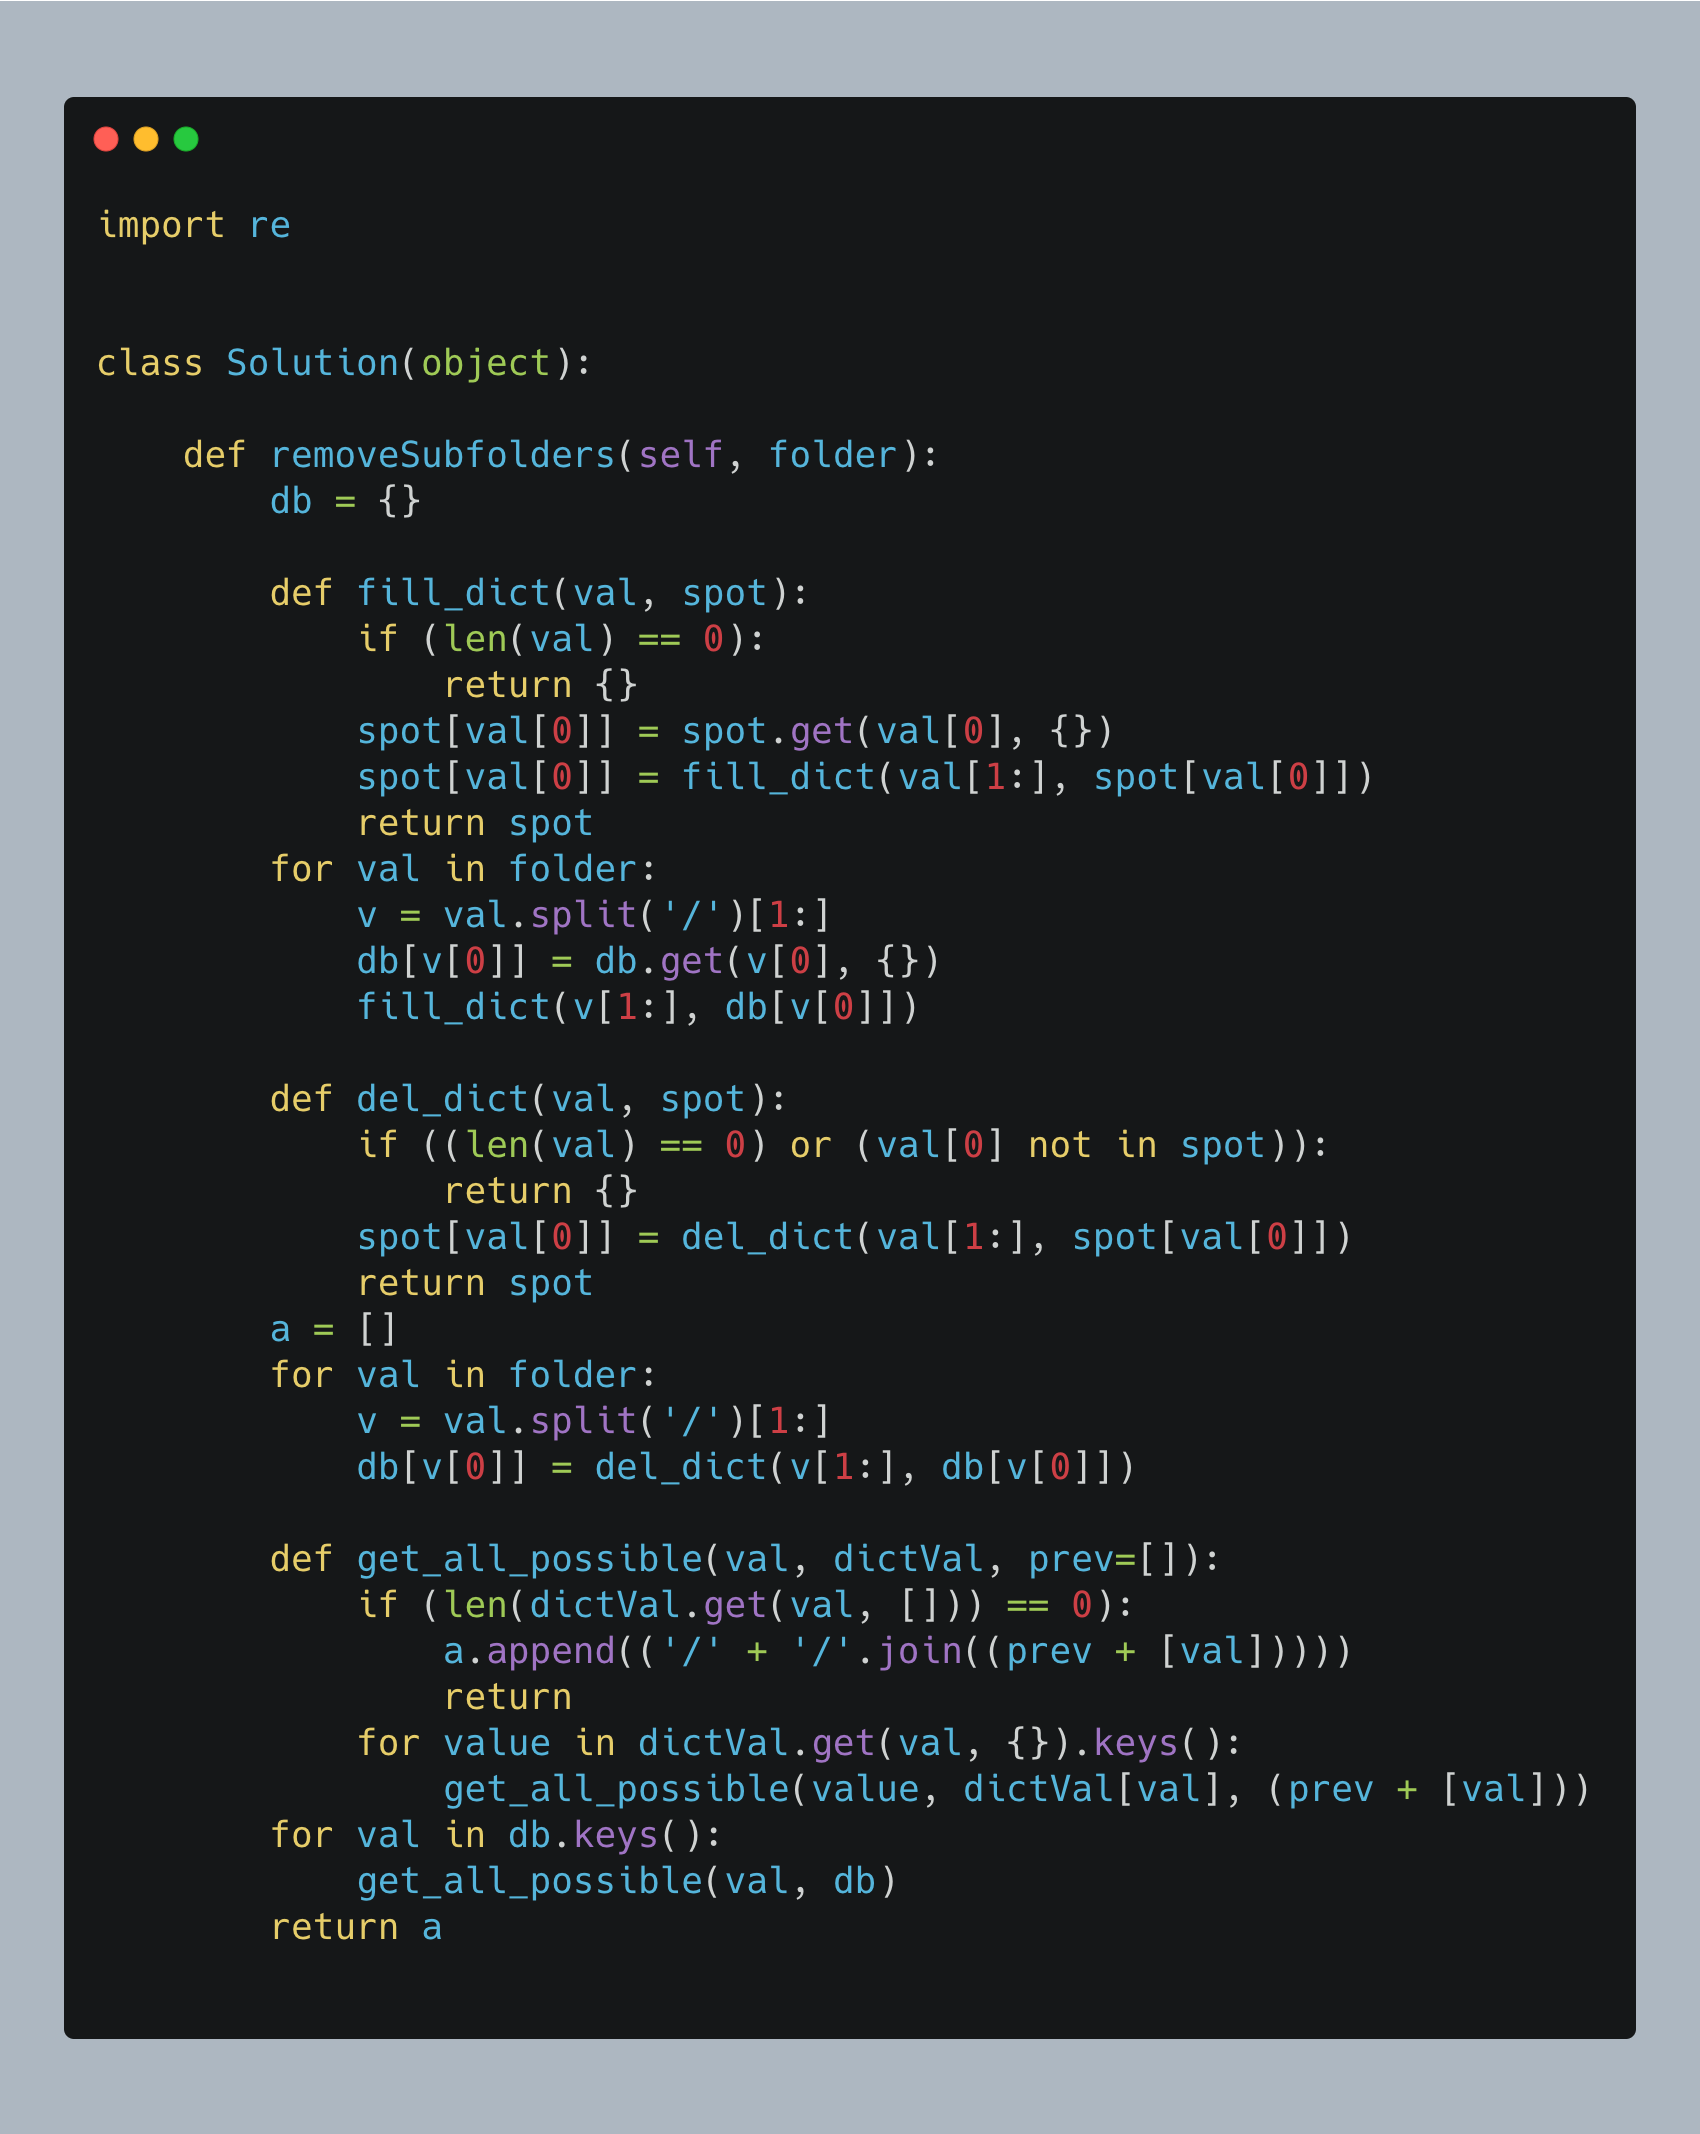 import re
class Solution(object):
    def removeSubfolders(self, folder):
        db = {}
        def fill_dict(val, spot):
            if (len(val) == 0):
                return {}
            spot[val[0]] = spot.get(val[0], {})
            spot[val[0]] = fill_dict(val[1:], spot[val[0]])
            return spot
        for val in folder:
            v = val.split('/')[1:]
            db[v[0]] = db.get(v[0], {})
            fill_dict(v[1:], db[v[0]])
        def del_dict(val, spot):
            if ((len(val) == 0) or (val[0] not in spot)):
                return {}
            spot[val[0]] = del_dict(val[1:], spot[val[0]])
            return spot
        a = []
        for val in folder:
            v = val.split('/')[1:]
            db[v[0]] = del_dict(v[1:], db[v[0]])
        def get_all_possible(val, dictVal, prev=[]):
            if (len(dictVal.get(val, [])) == 0):
                a.append(('/' + '/'.join((prev + [val]))))
                return
            for value in dictVal.get(val, {}).keys():
                get_all_possible(value, dictVal[val], (prev + [val]))
        for val in db.keys():
            get_all_possible(val, db)
        return a